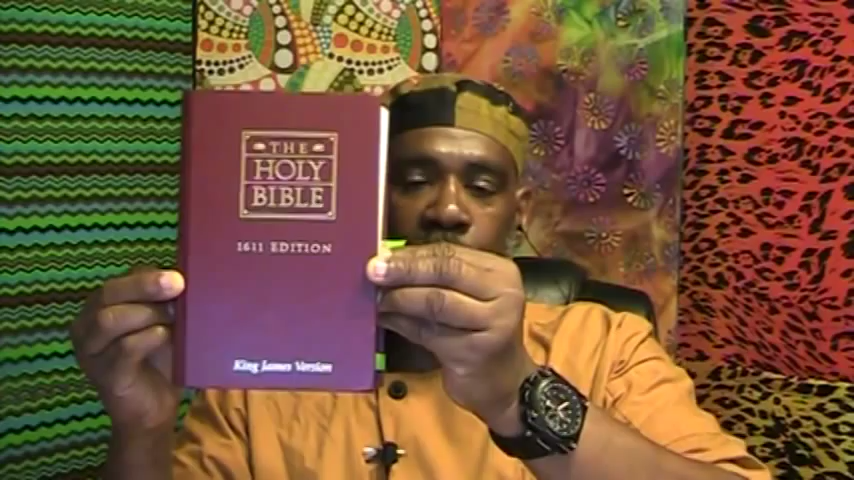 THE
HOLY
BIBLE
1611 EDITION
King James Version